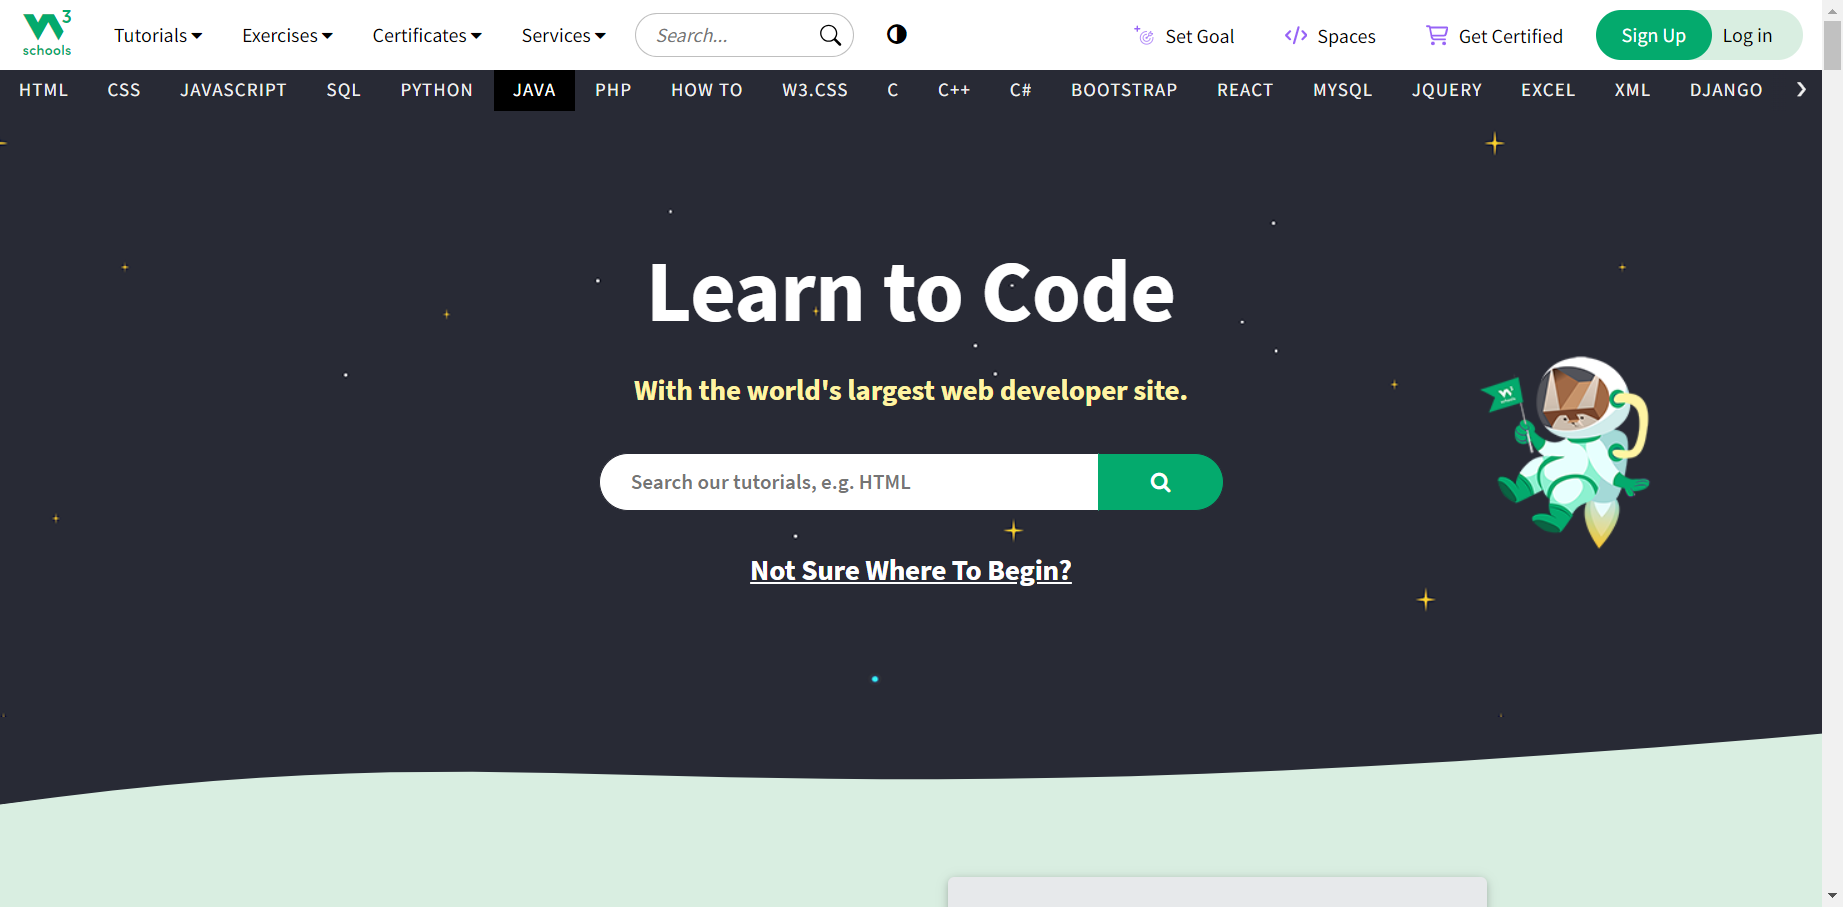 3
schools
Tutorials Exercises Certificates Services Search... Set Goal Spaces Get Certified Sign Up Log in
HTML CSS JAVASCRIPT SQL PYTHON JAVA PHP HOW TO W3.CSS C C++ C# BOOTSTRAP REACT MYSQL JQUERY EXCEL XML DJANGO
Learn to Code
With the world's largest web developer site.
Search our tutorials, e.g. HTML
Not Sure Where To Begin?